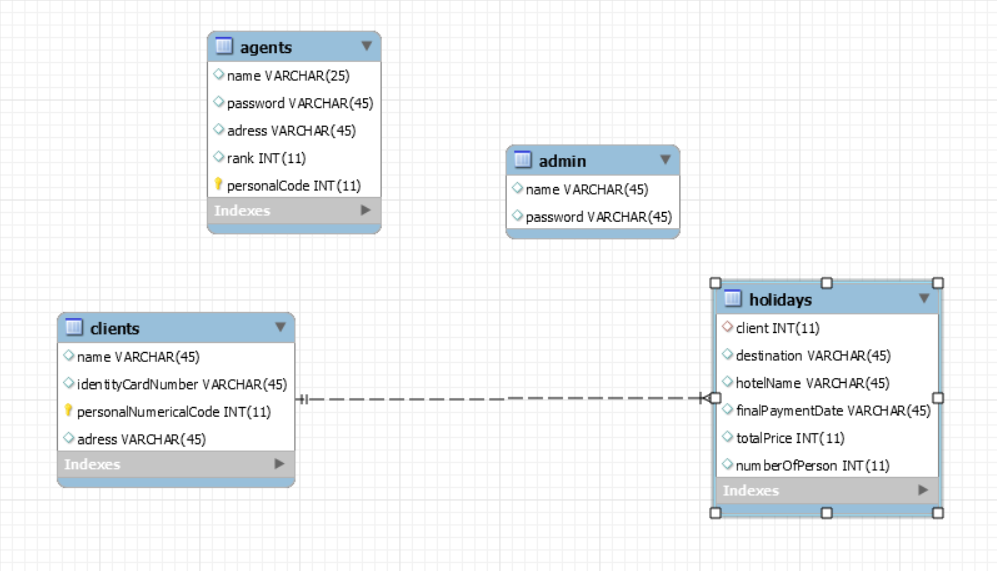 agents
name VARCHAR(25)
password VARCHAR(45)
adress VARCHAR(45)
rank INT(11)
personalCode INT(11)
Indexes
admin
name VARCHAR(45)
password VARCHAR(45)
clients
name VARCHAR(45)
identityCardNumber VARCHAR(45)
personalNumericalCode INT(11)
adress VARCHAR(45)
Indexes
holidays
client INT(11)
destination VARCHAR(45)
hotelName VARCHAR(45)
finalPaymentDate VARCHAR(45)
totalPrice INT(11)
numberOfPerson INT(11)
Indexes